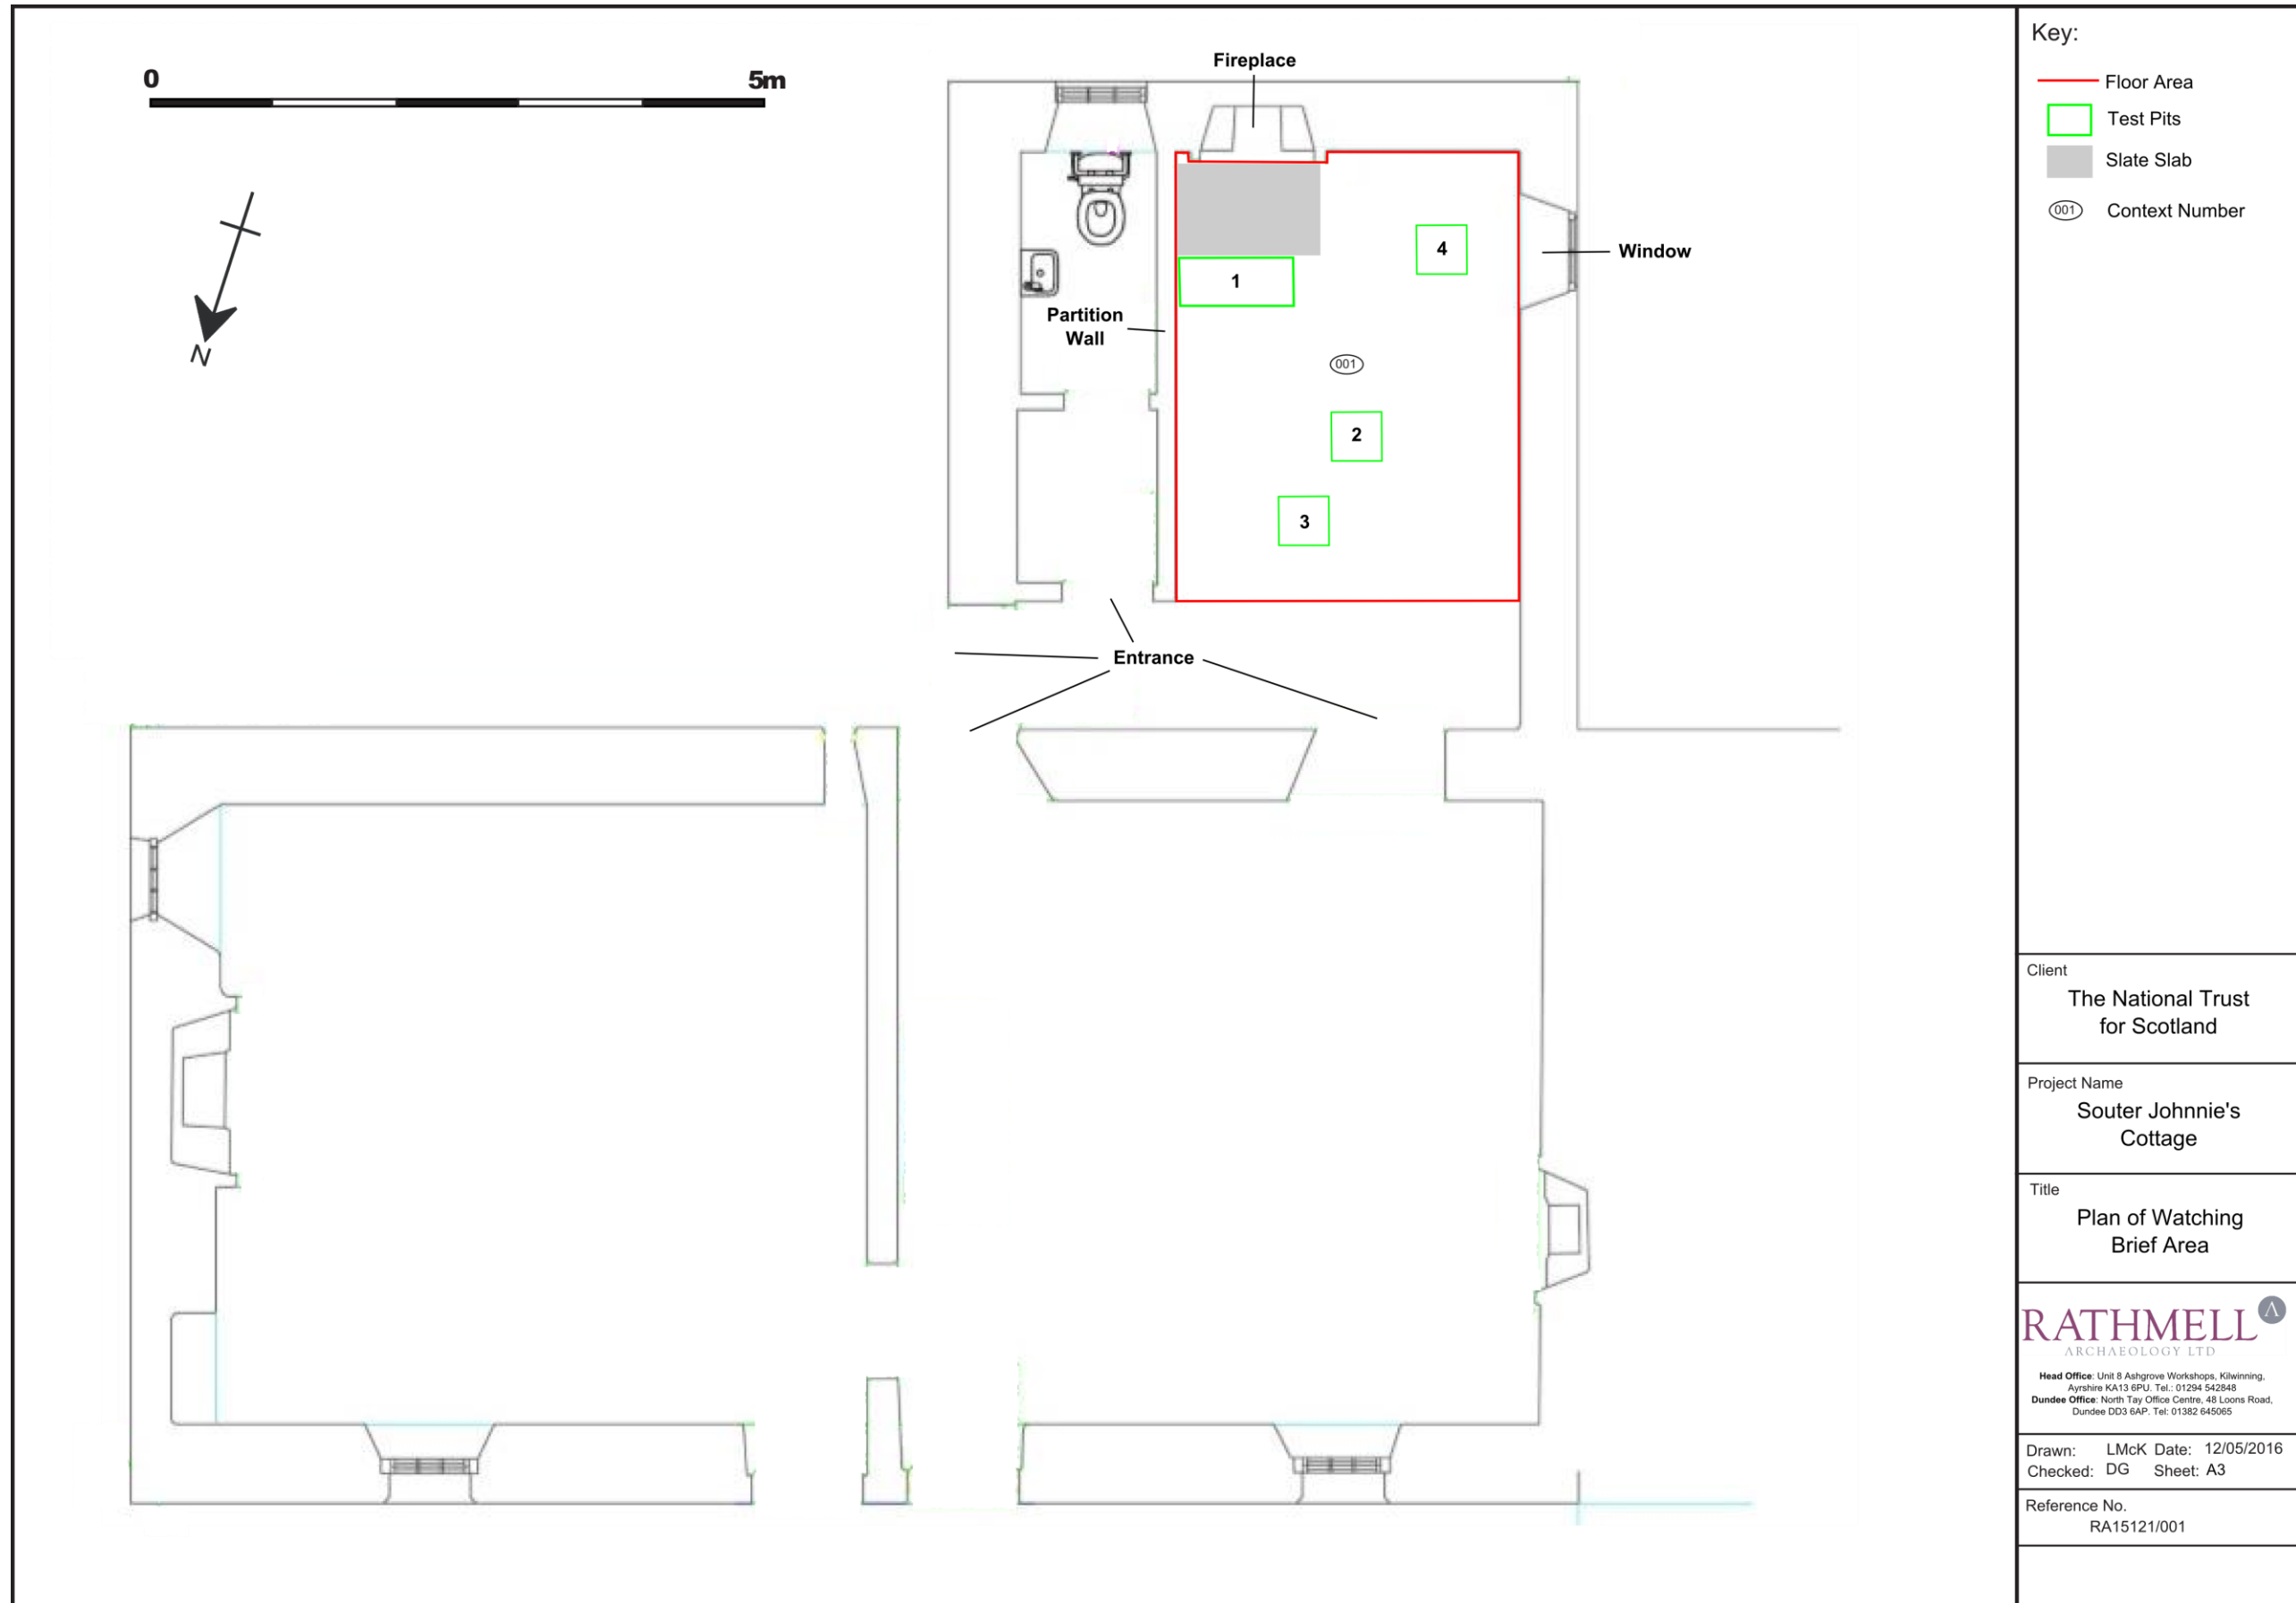 0
5m
N
Fireplace
Window
Partition
Wall
1
4
001
2
3
Entrance
Key:
Floor Area
Test Pits
Slate Slab
001 Context Number
Client
The National Trust
for Scotland
Project Name
Souter Johnnie's
Cottage
Title
Plan of Watching
Brief Area
RATHMELL
ARCHAEOLOGY LTD
Head Office: Unit 8 Ashgrove Workshops, Kilwinning,
Ayrshire KA13 6PU. Tel.: 01294 542848
Dundee Office: North Tay Office Centre, 48 Loons Road,
Dundee DD3 6AP. Tel: 01382 645065
Drawn: LMcK Date: 12/05/2016
Checked: DG Sheet: A3
Reference No.
RA15121/001